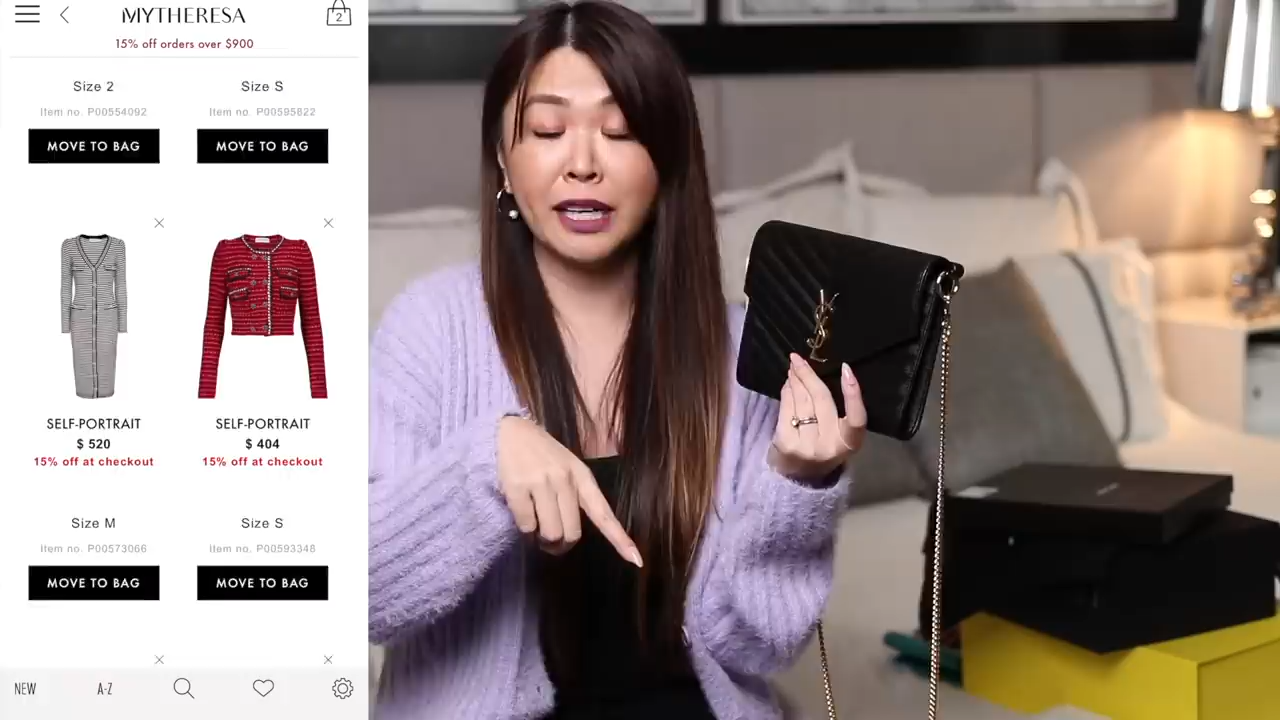 MYTHERESA
2
15% off orders over $900
Size 2
Size S
Item no. P00554092
Item no. P00595822
MOVE TO BAG
MOVE TO BAG
SELF-PORTRAIT
SELF-PORTRAIT
$ 520
$ 404
15% off at checkout
15% off at checkout
Size M
Size S
Item no. P00573066
Item no. P00593348
MOVE TO BAG
MOVE TO BAG
NEW
A-Z
YSL